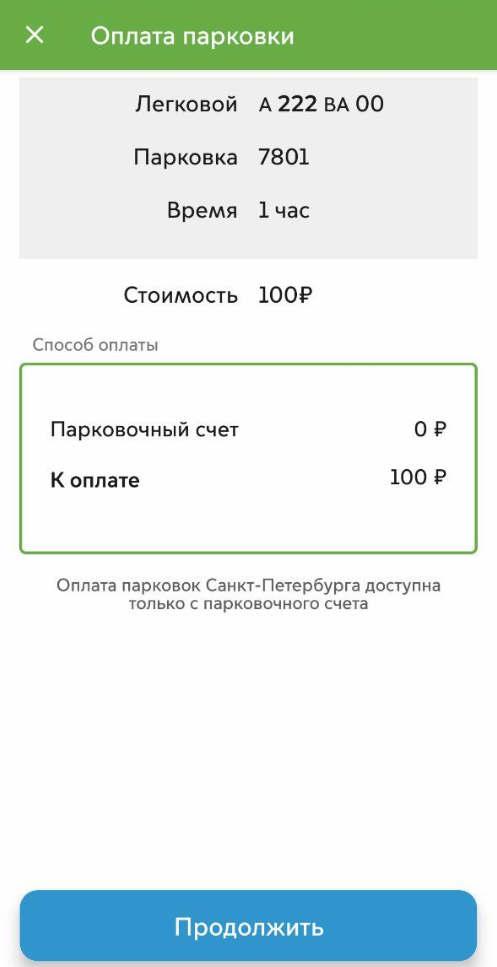 Оплата парковки
Легковой А 222 ВА 00
Парковка 7801
Время 1 час
Стоимость 100₽
Способ оплаты
Парковочный счет 0 ₽
К оплате 100 ₽
Оплата парковок Санкт-Петербурга доступна
только с парковочного счета
Продолжить